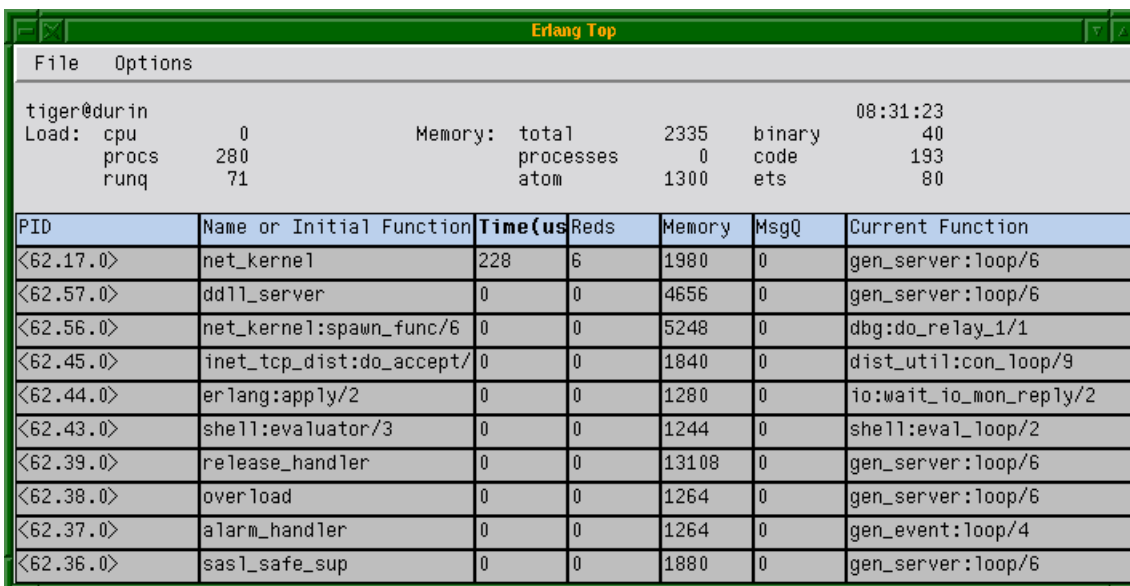 Erlang Top
File Options
tiger@durin 08:31:23
Load: cpu 0 Memory: total 2335 binary 40
procs 280 processes 0 code 193
runq 71 atom 1300 ets 80
PID Name or Initial Function Time(us Reds Memory MsgQ Current Function
<62.17.0> net_kernel 228 6 1980 0 gen_server:loop/6
<62.57.0> ddll_server 0 0 4656 0 gen_server:loop/6
<62.56.0> net_kernel:spawn_func/6 0 0 5248 0 dbg:do_relay_1/1
<62.45.0> inet_tcp_dist:do_accept/ 0 0 1840 0 dist_util:con_loop/9
<62.44.0> erlang:apply/2 0 0 1280 0 io:wait_io_mon_reply/2
<62.43.0> shell:evaluator/3 0 0 1244 0 shell:eval_loop/2
<62.39.0> release_handler 0 0 13108 0 gen_server:loop/6
<62.38.0> overload 0 0 1264 0 gen_server:loop/6
<62.37.0> alarm_handler 0 0 1264 0 gen_event:loop/4
<62.36.0> sasl_safe_sup 0 0 1880 0 gen_server:loop/6